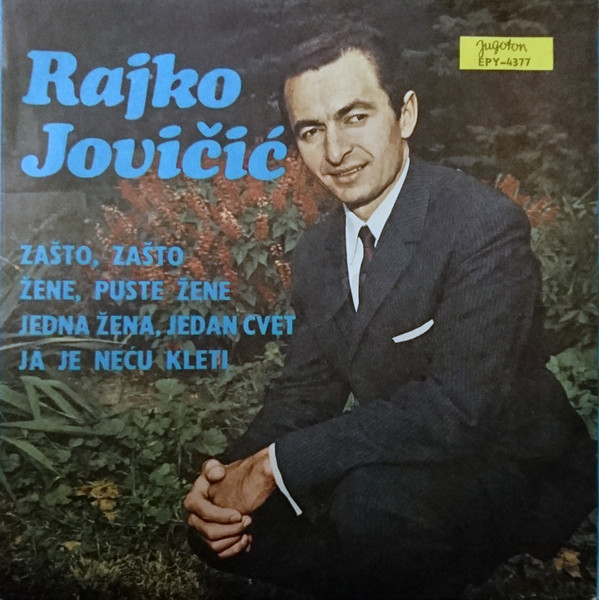 Rajko
Jovičić
Jugoton
EPY-4377
ZAŠTO, ZAŠTO
ŽENE, PUSTE ŽENE
JEDNA ŽENA, JEDAN CVET
JA JE NEĆU KLETI